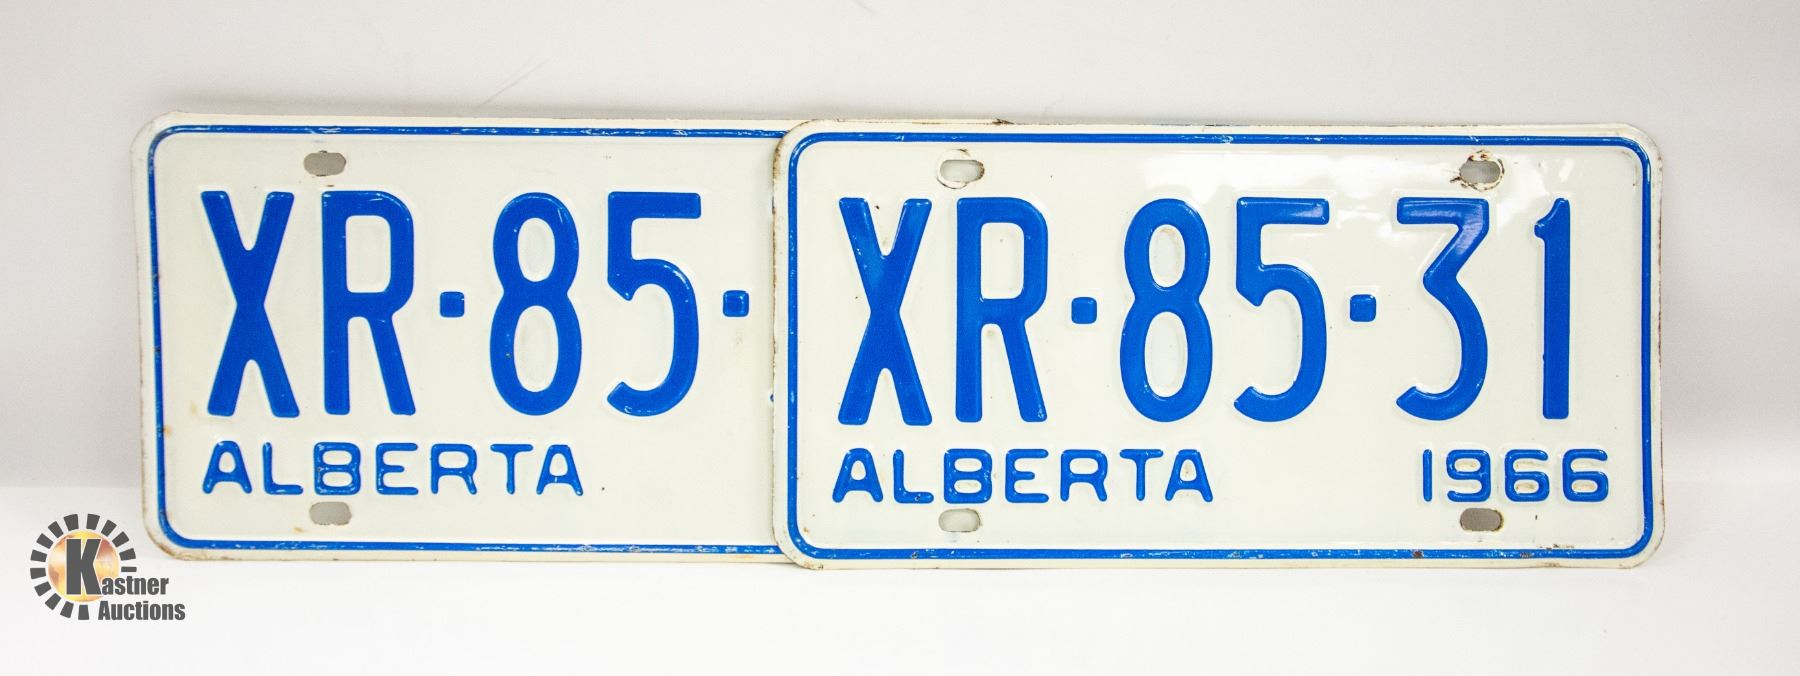 XR·85·
ALBERTA
XR·85·31
ALBERTA 1966
Kastner
Auctions